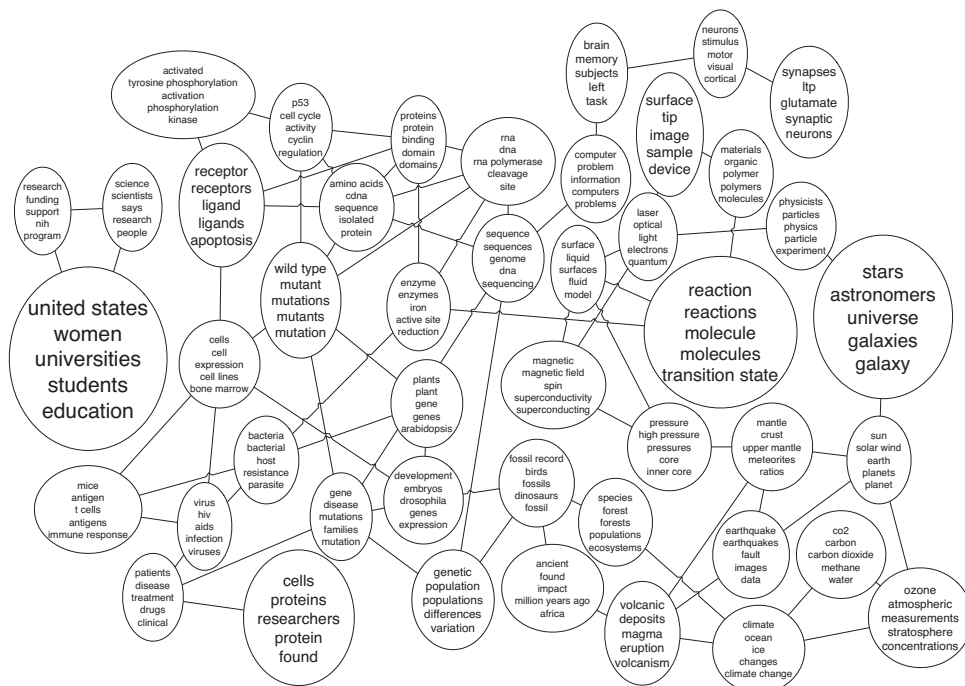 brain
memory
subjects
left
task
neurons
stimulus
motor
visual
cortical
synapses
ltp
glutamate
synaptic
neurons
activated
tyrosine phosphorylation
activation
phosphorylation
kinase
p53
cell cycle
activity
cyclin
regulation
proteins
protein
binding
domain
domains
rna
dna
rna polymerase
cleavage
site
computer
problem
information
computers
problems
surface
tip
image
sample
device
materials
organic
polymer
polymers
molecules
research
funding
support
nih
program
science
scientists
says
research
people
receptor
receptors
ligand
ligands
apoptosis
amino acids
cdna
sequence
isolated
protein
sequence
sequences
genome
dna
sequencing
surface
liquid
surfaces
fluid
model
laser
optical
light
electrons
quantum
physicists
particles
physics
particle
experiment
united states
women
universities
students
education
wild type
mutant
mutations
mutants
mutation
enzyme
enzymes
iron
active site
reduction
reaction
reactions
molecule
molecules
transition state
stars
astronomers
universe
galaxies
galaxy
cells
cell
expression
cell lines
bone marrow
plants
plant
gene
genes
arabidopsis
magnetic
magnetic field
spin
superconductivity
superconducting
bacteria
bacterial
host
resistance
parasite
pressure
high pressure
pressures
core
inner core
mantle
crust
upper mantle
meteorites
ratios
sun
solar wind
earth
planets
planet
mice
antigen
t cells
antigens
immune response
virus
hiv
aids
infection
viruses
gene
disease
mutations
families
mutation
development
embryos
drosophila
genes
expression
fossil record
birds
fossils
dinosaurs
fossil
species
forest
forests
populations
ecosystems
earthquake
earthquakes
fault
images
data
co2
carbon
carbon dioxide
methane
water
patients
disease
treatment
drugs
clinical
cells
proteins
researchers
protein
found
genetic
population
populations
differences
variation
ancient
found
impact
million years ago
africa
volcanic
deposits
magma
eruption
volcanism
climate
ocean
ice
changes
climate change
ozone
atmospheric
measurements
stratosphere
concentrations